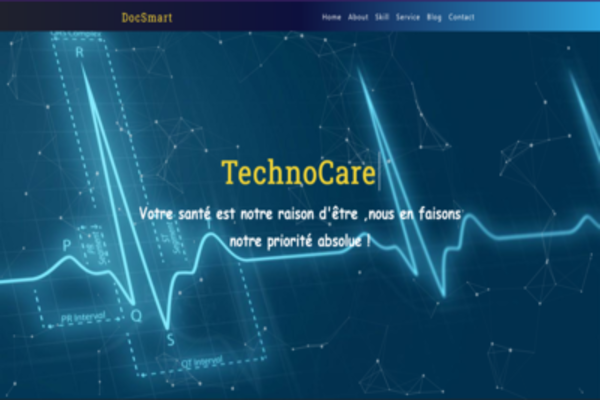 DocSmart
Home About Skill Service Blog Contact
R
TechnoCare
Votre santé est notre raison d'être ,nous en faisons
notre priorité absolue !
P
PR Interval
Q
S
QT Interval